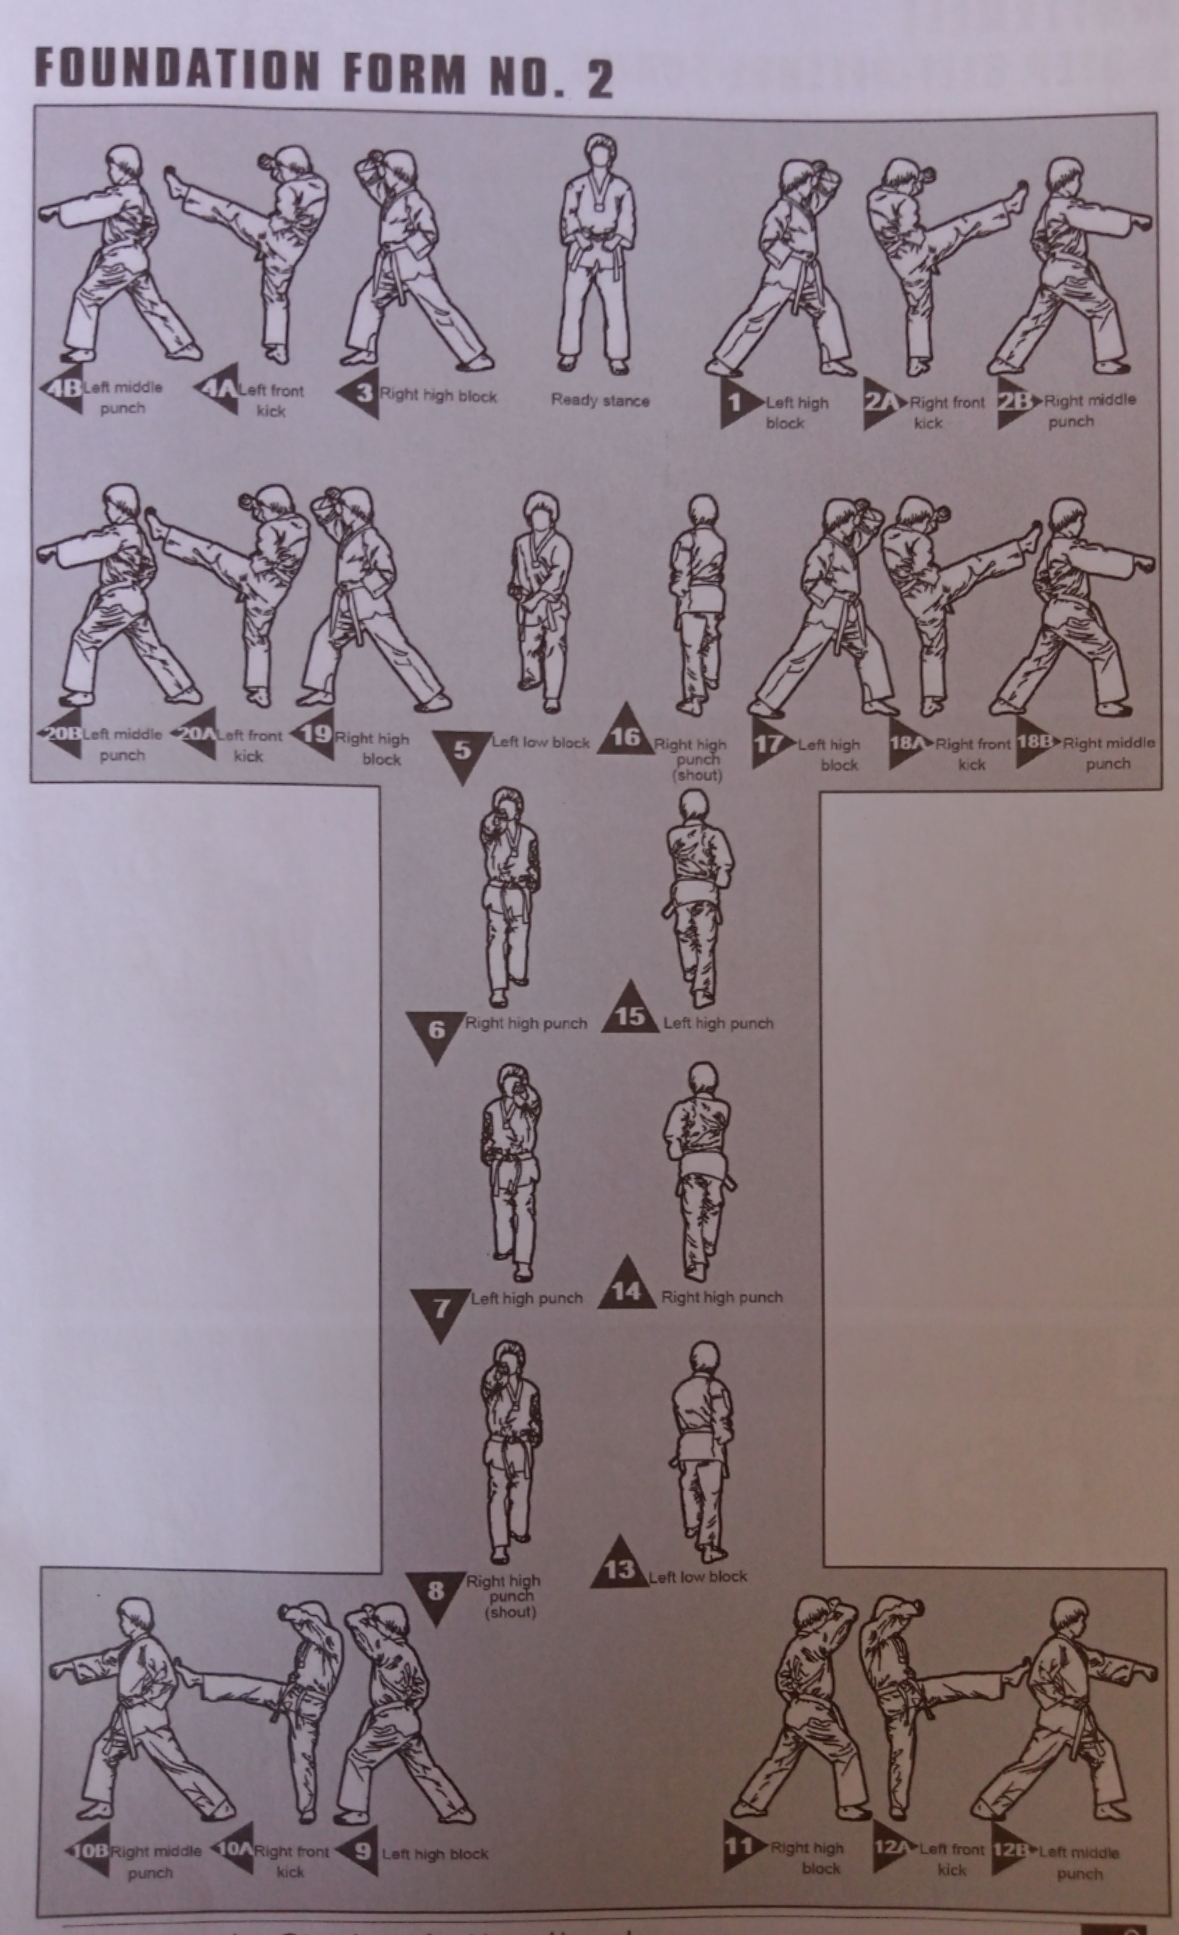 FOUNDATION FORM NO. 2
4B Left middle
punch
4A Left front
kick
3 Right high block
Ready stance
1 Left high
block
2A Right front
kick
2B Right middle
punch
20B Left middle
punch
20A Left front
kick
19 Right high
block
5 Left low block
16 Right high
punch
(shout)
17 Left high
block
18A Right front
kick
18B Right middle
punch
6 Right high punch
15 Left high punch
7 Left high punch
14 Right high punch
8 Right high
punch
(shout)
13 Left low block
10B Right middle
punch
10A Right front
kick
9 Left high block
11 Right high
block
12A Left front
kick
12B Left middle
punch